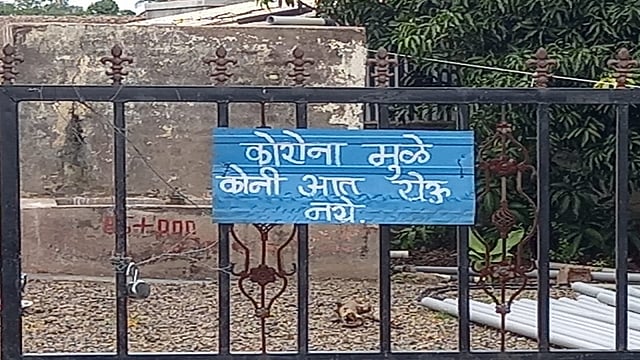 कोरोना मुळे
कोनी आत येऊ
नये.